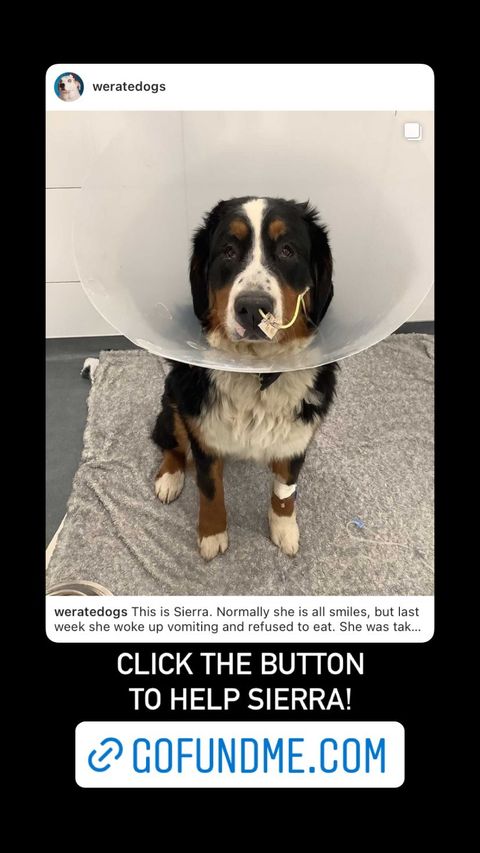 weratedogs
weratedogs This is Sierra. Normally she is all smiles, but last
week she woke up vomiting and refused to eat. She was tak...
CLICK THE BUTTON
TO HELP SIERRA!
GOFUNDME.COM